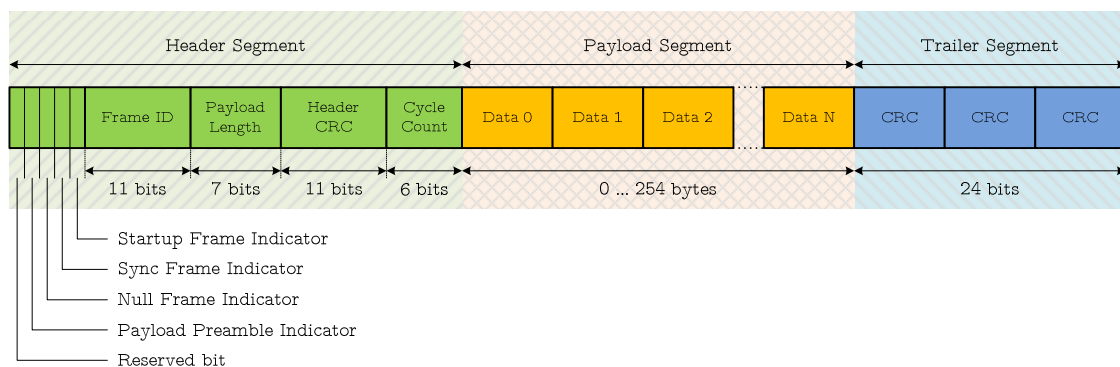 Header Segment
Payload Segment
Trailer Segment
Frame ID
Payload
Length
Header
CRC
Cycle
Count
Data 0
Data 1
Data 2
Data N
CRC
CRC
CRC
11 bits
7 bits
11 bits
6 bits
0 ... 254 bytes
24 bits
Startup Frame Indicator
Sync Frame Indicator
Null Frame Indicator
Payload Preamble Indicator
Reserved bit